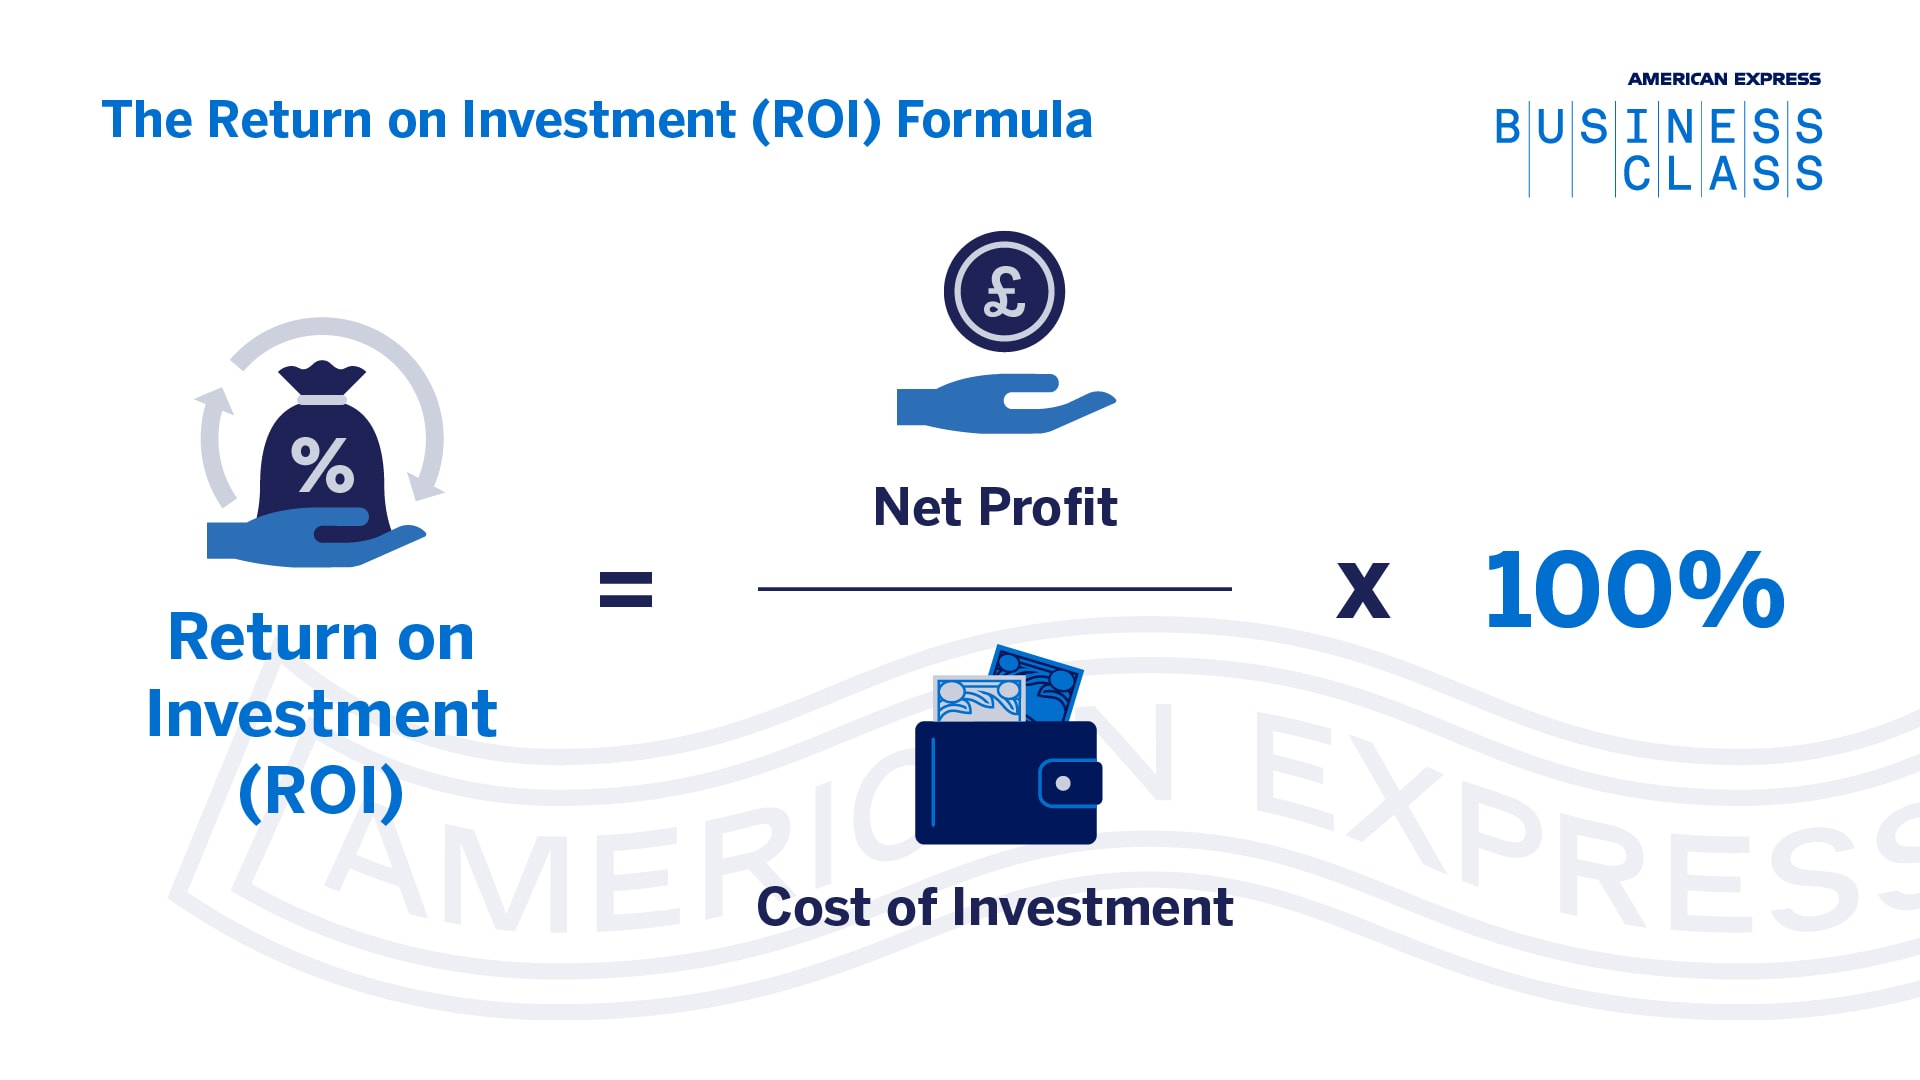 The Return on Investment (ROI) Formula
AMERICAN EXPRESS
BUSINESS
CLASS
£
%
Return on
Investment
(ROI)
=
Net Profit
Cost of Investment
x
100%
AMERICAN EXPRESS